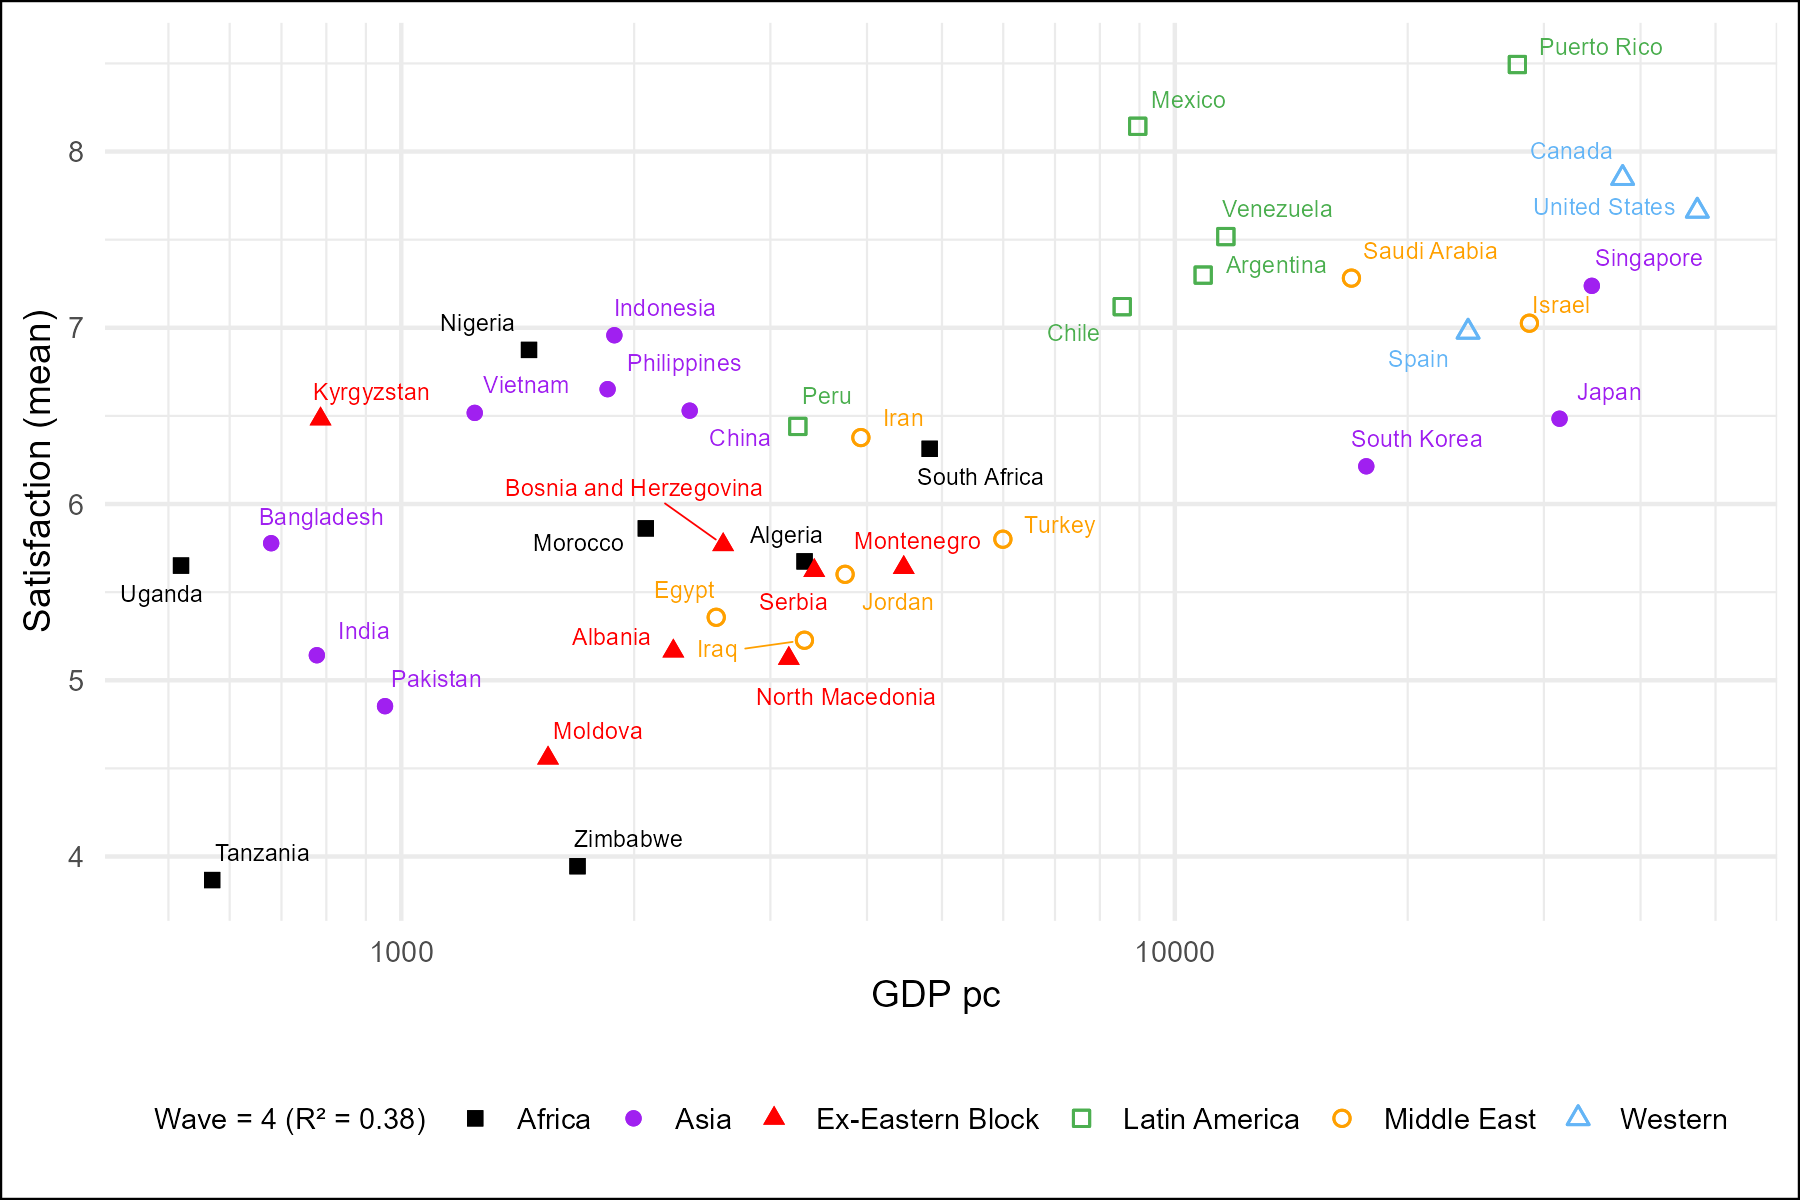 Puerto Rico
Mexico
Canada
8
United States
Venezuela
Saudi Arabia
Singapore
Argentina
Israel
Indonesia
Nigeria
7
Chile
Spain
Philippines
Vietnam
Kyrgyzstan
Japan
Peru
Iran
China
South Korea
South Africa
Bosnia and Herzegovina
6
Bangladesh
Turkey
Algeria
Morocco
Montenegro
Uganda
Egypt
Serbia
Jordan
India
Albania
Iraq
5
Pakistan
North Macedonia
Moldova
Zimbabwe
Tanzania
4
Satisfaction (mean)
1000
10000
GDP pc
Wave = 4 (R² = 0.38) Africa Asia Ex-Eastern Block Latin America Middle East Western